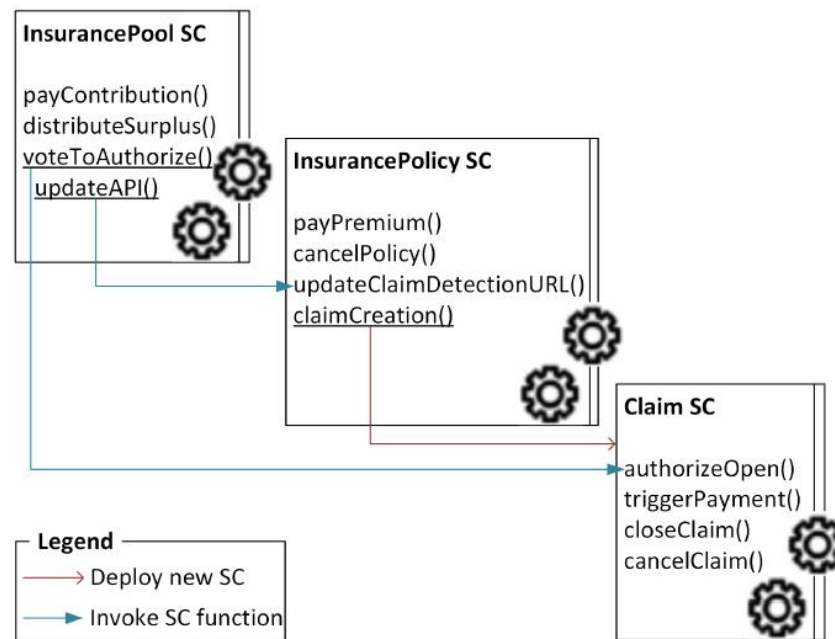 InsurancePool SC
payContribution()
distributeSurplus()
voteToAuthorize()
updateAPI()
InsurancePolicy SC
payPremium()
cancelPolicy()
updateClaimDetectionURL()
claimCreation()
Claim SC
authorizeOpen()
triggerPayment()
closeClaim()
cancelClaim()
Legend
Deploy new SC
Invoke SC function